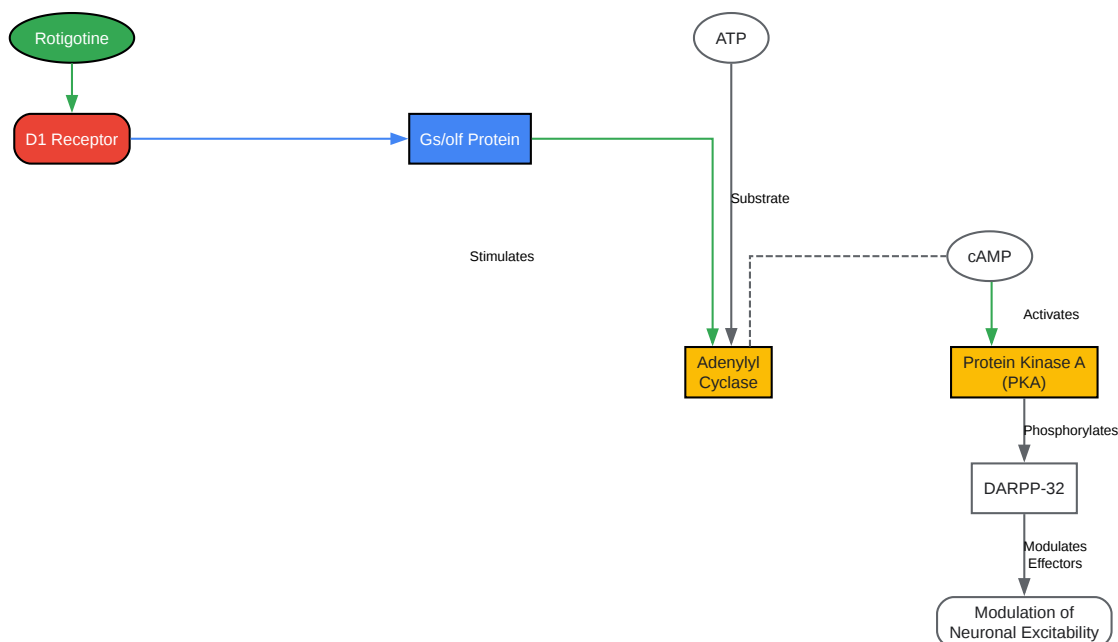 Rotigotine
ATP
D1 Receptor
Gs/olf Protein
Substrate
Stimulates
cAMP
Activates
Adenylyl
Cyclase
Protein Kinase A
(PKA)
Phosphorylates
DARPP-32
Modulates
Effectors
Modulation of
Neuronal Excitability